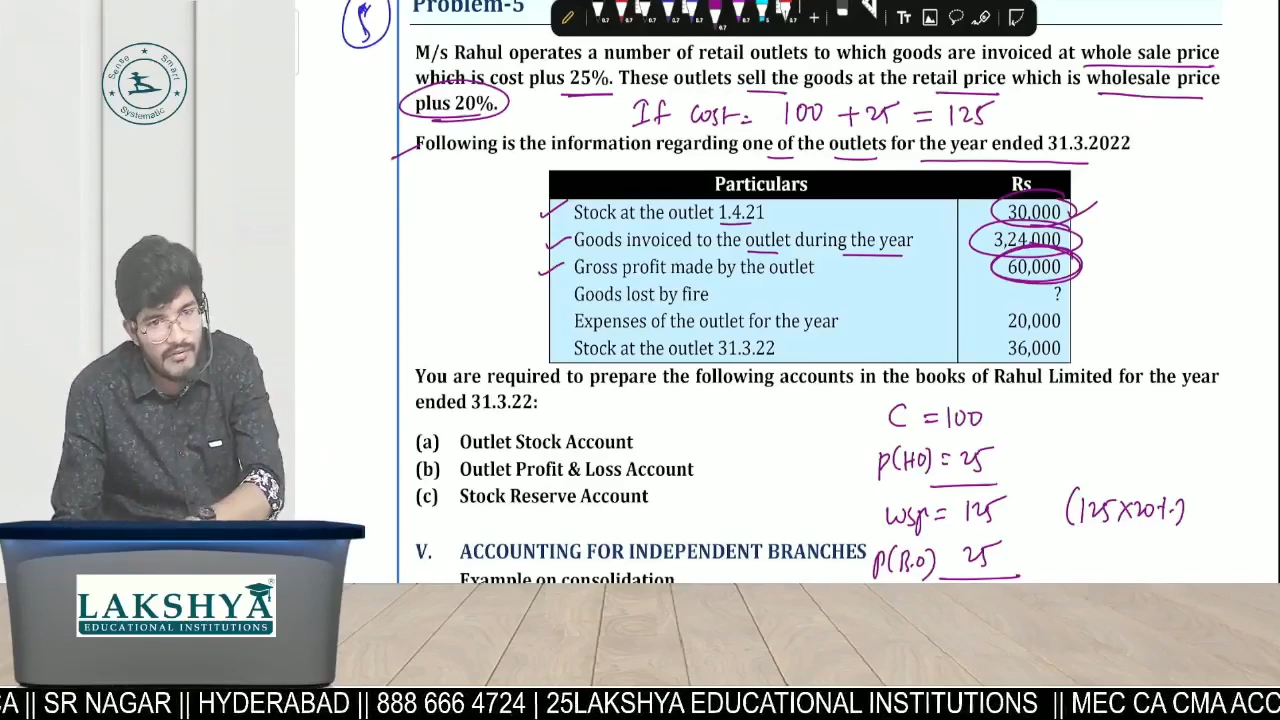 Problem-5
M/s Rahul operates a number of retail outlets to which goods are invoiced at whole sale price
which is cost plus 25%. These outlets sell the goods at the retail price which is wholesale price
plus 20%.
If cost = 100 + 25 = 125
Following is the information regarding one of the outlets for the year ended 31.3.2022
Particulars Rs
Stock at the outlet 1.4.21 30,000
Goods invoiced to the outlet during the year 3,24,000
Gross profit made by the outlet 60,000
Goods lost by fire ?
Expenses of the outlet for the year 20,000
Stock at the outlet 31.3.22 36,000
You are required to prepare the following accounts in the books of Rahul Limited for the year
ended 31.3.22:
(a) Outlet Stock Account
(b) Outlet Profit & Loss Account
(c) Stock Reserve Account
C = 100
P(HO) = 25
WSP = 125 (125X20%)
P(B.O) 25
V. ACCOUNTING FOR INDEPENDENT BRANCHES
Example on consolidation
Sense Smart
Systematic
LAKSHYA
EDUCATIONAL INSTITUTIONS
CA || SR NAGAR || HYDERABAD || 888 666 4724 | 25LAKSHYA EDUCATIONAL INSTITUTIONS || MEC CA CMA ACC